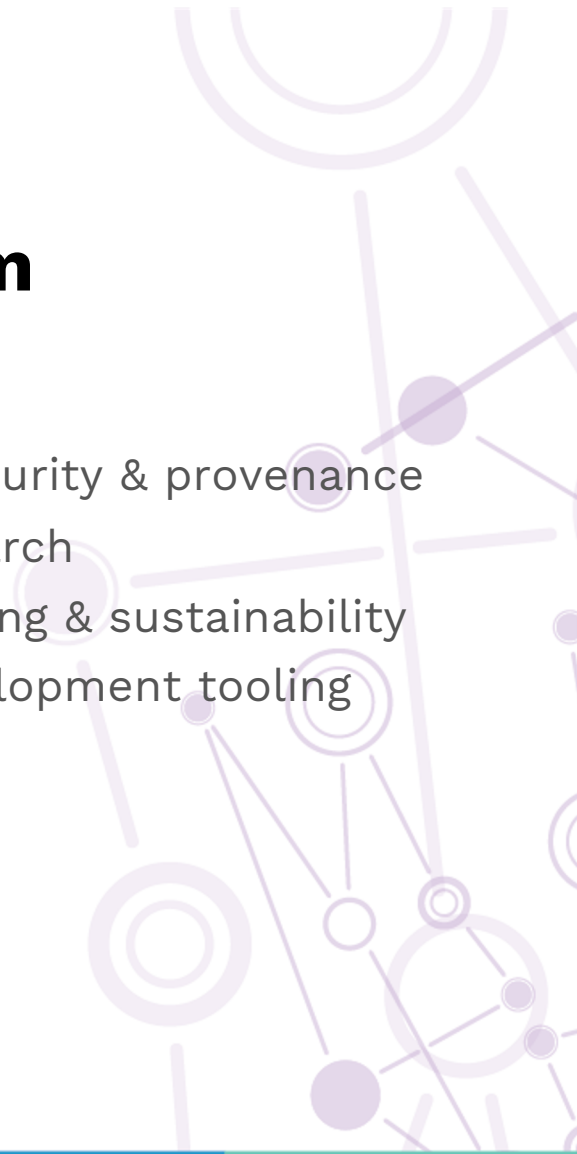 m
urity & provenance
rch
ng & sustainability
lopment tooling